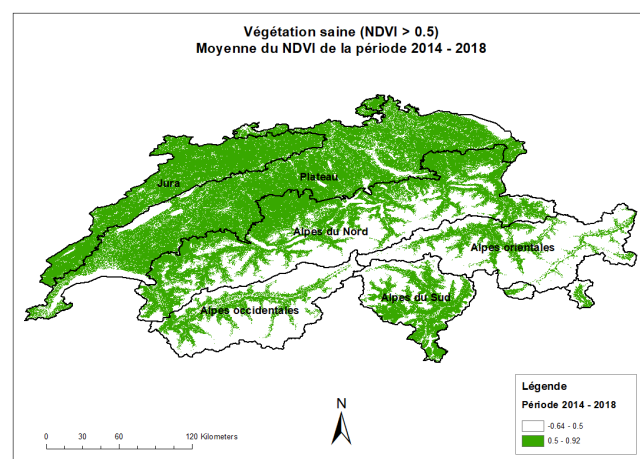 Végétation saine (NDVI > 0.5)
Moyenne du NDVI de la période 2014 - 2018
Jura
Plateau
Alpes du Nord
Alpes orientales
Alpes du Sud
Alpes occidentales
N
0 30 60 120 Kilometers
Légende
Période 2014 - 2018
-0.64 - 0.5
0.5 - 0.92